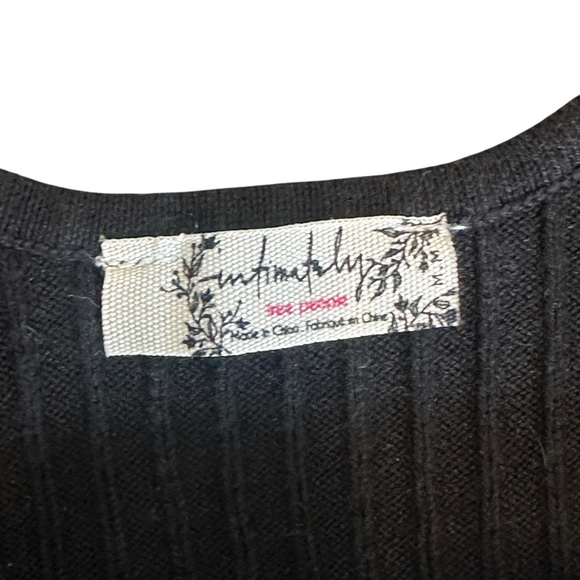 intimately
free people
Made in China Fabriqué en Chine
M-M